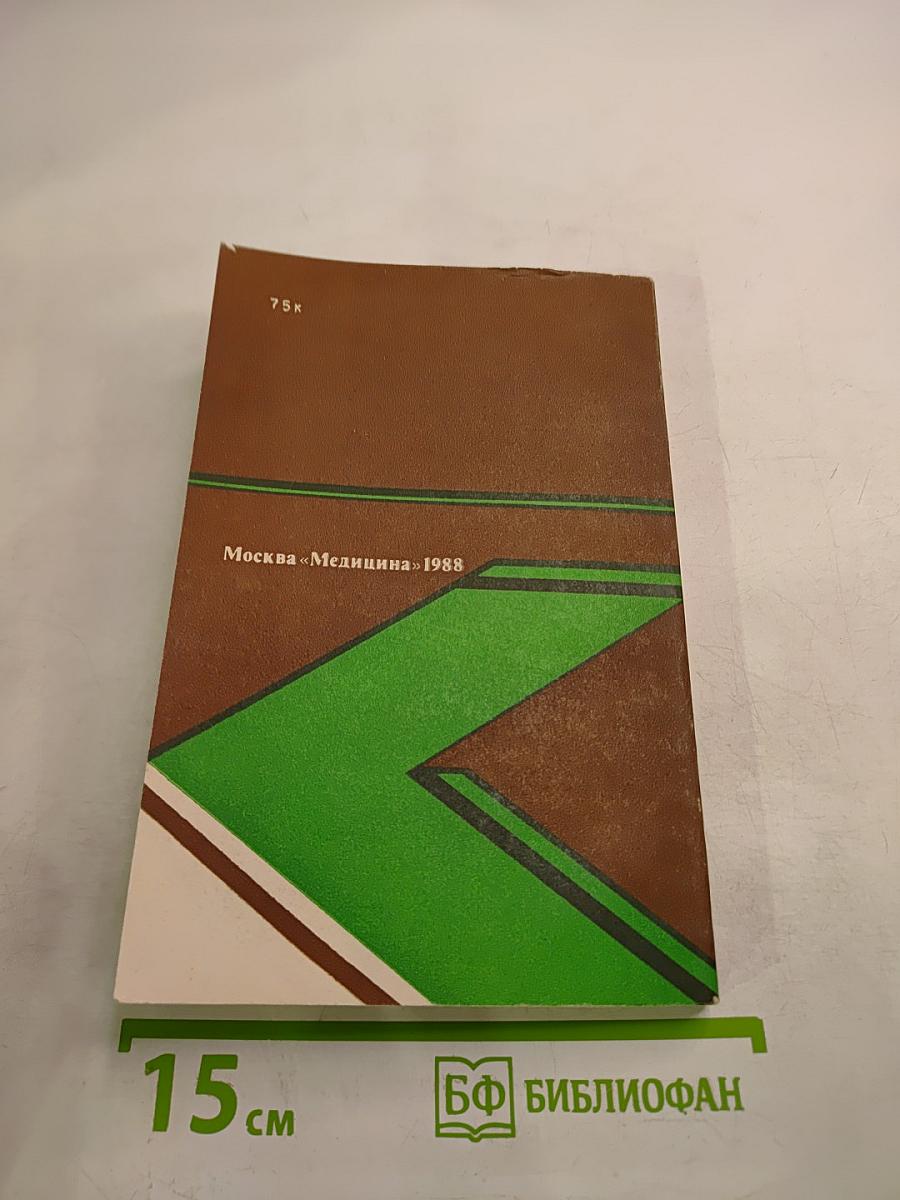 75к
Москва «Медицина» 1988
15 см
БФ БИБЛИОФАН